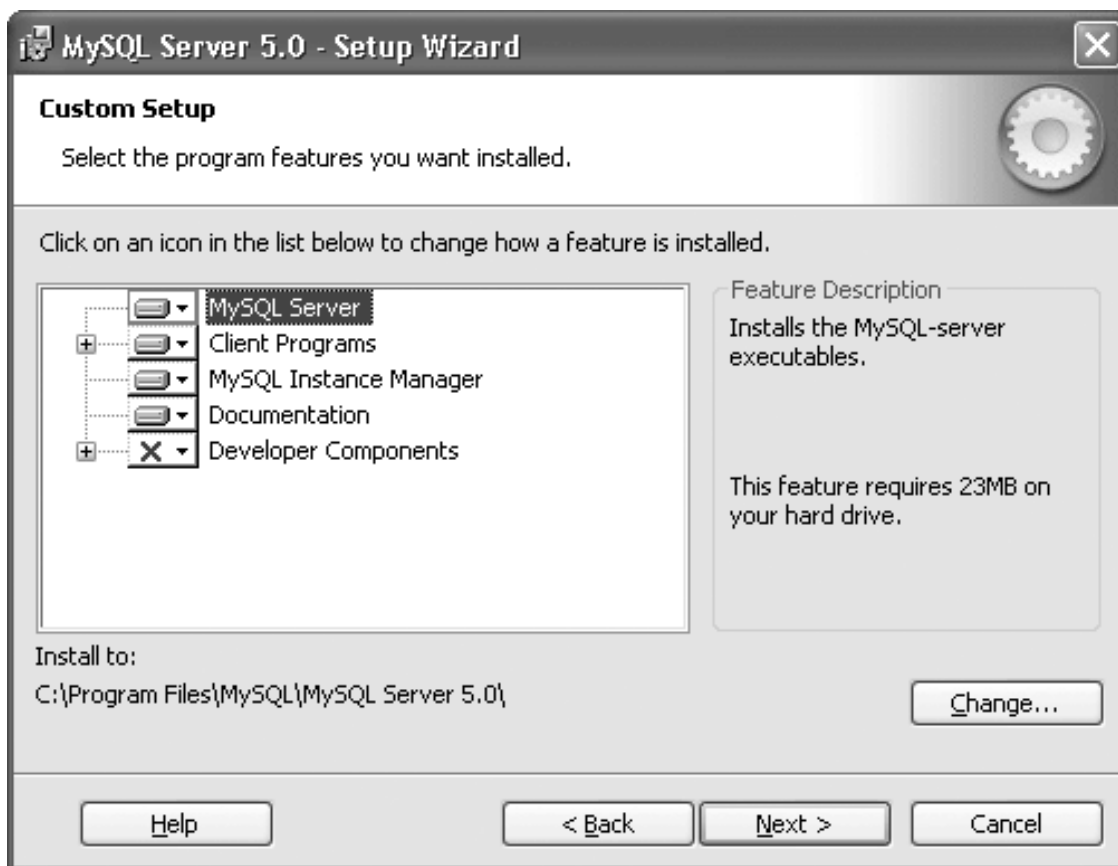 MySQL Server 5.0 - Setup Wizard
Custom Setup
Select the program features you want installed.
Click on an icon in the list below to change how a feature is installed.
MySQL Server
Client Programs
MySQL Instance Manager
Documentation
Developer Components
Feature Description
Installs the MySQL-server
executables.
This feature requires 23MB on
your hard drive.
Install to:
C:\Program Files\MySQL\MySQL Server 5.0\
Change...
Help
< Back
Next >
Cancel